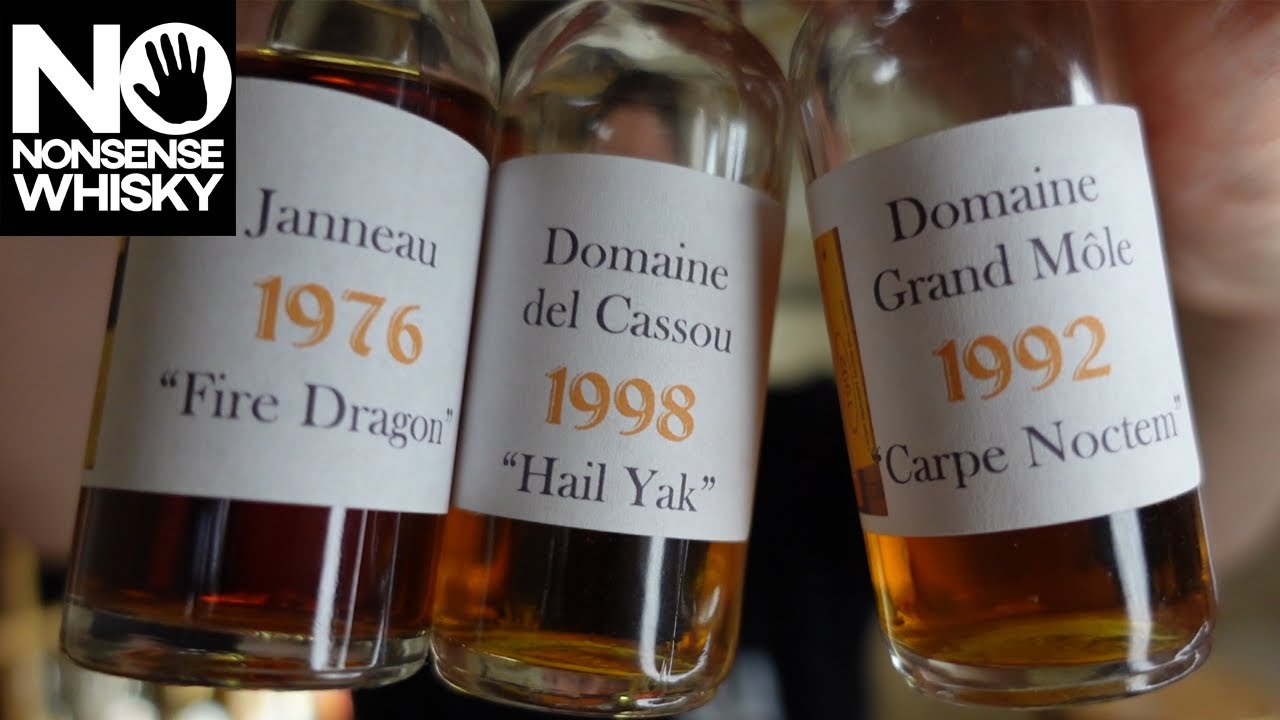 NO
NONSENSE
WHISKY
Janneau
1976
“Fire Dragon”
Domaine
del Cassou
1998
“Hail Yak”
Domaine
Grand Môle
1992
“Carpe Noctem”